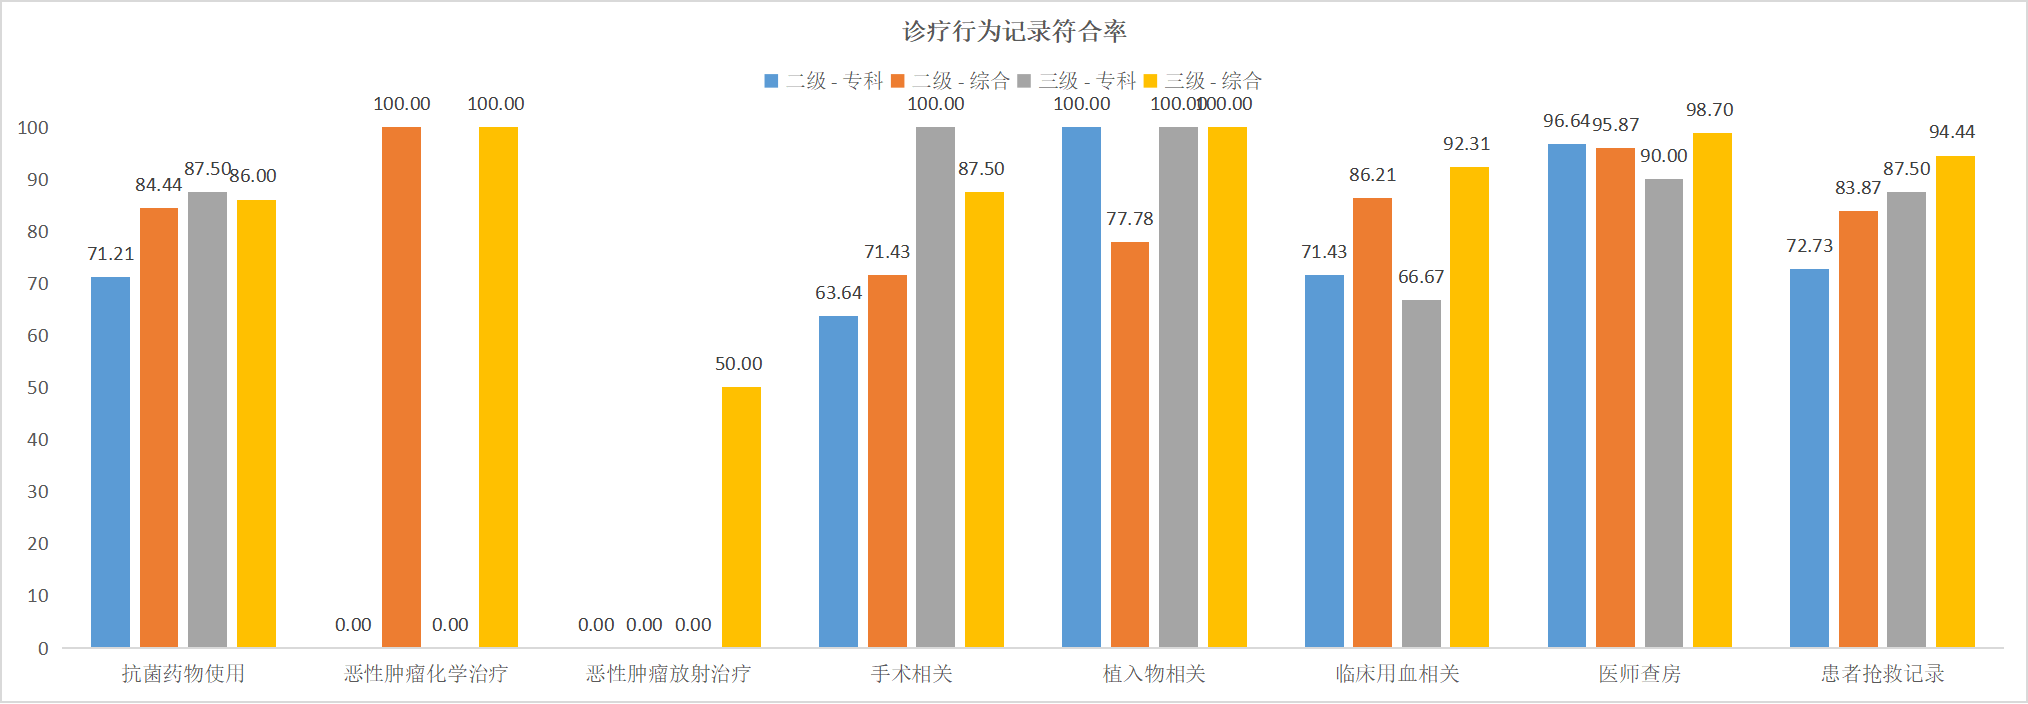 诊疗行为记录符合率
二级 - 专科 二级 - 综合 三级 - 专科 三级 - 综合
100
90
80
70
60
50
40
30
20
10
0
71.21 84.44 87.50 86.00
0.00 100.00 0.00 100.00
0.00 0.00 0.00 50.00
63.64 71.43 100.00 87.50
100.00 77.78 100.00 100.00
71.43 86.21 66.67 92.31
96.64 95.87 90.00 98.70
72.73 83.87 87.50 94.44
抗菌药物使用 恶性肿瘤化学治疗 恶性肿瘤放射治疗 手术相关 植入物相关 临床用血相关 医师查房 患者抢救记录